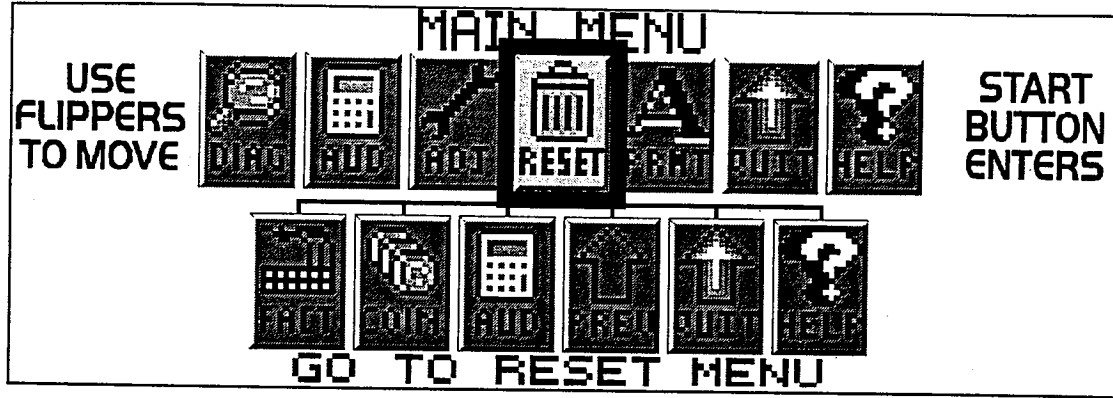 MAIN MENU
USE
FLIPPERS
TO MOVE
DIAG AUD ADJ RESET PRNT QUIT HELP
START
BUTTON
ENTERS
FACT COIN AUD PREV QUIT HELP
GO TO RESET MENU